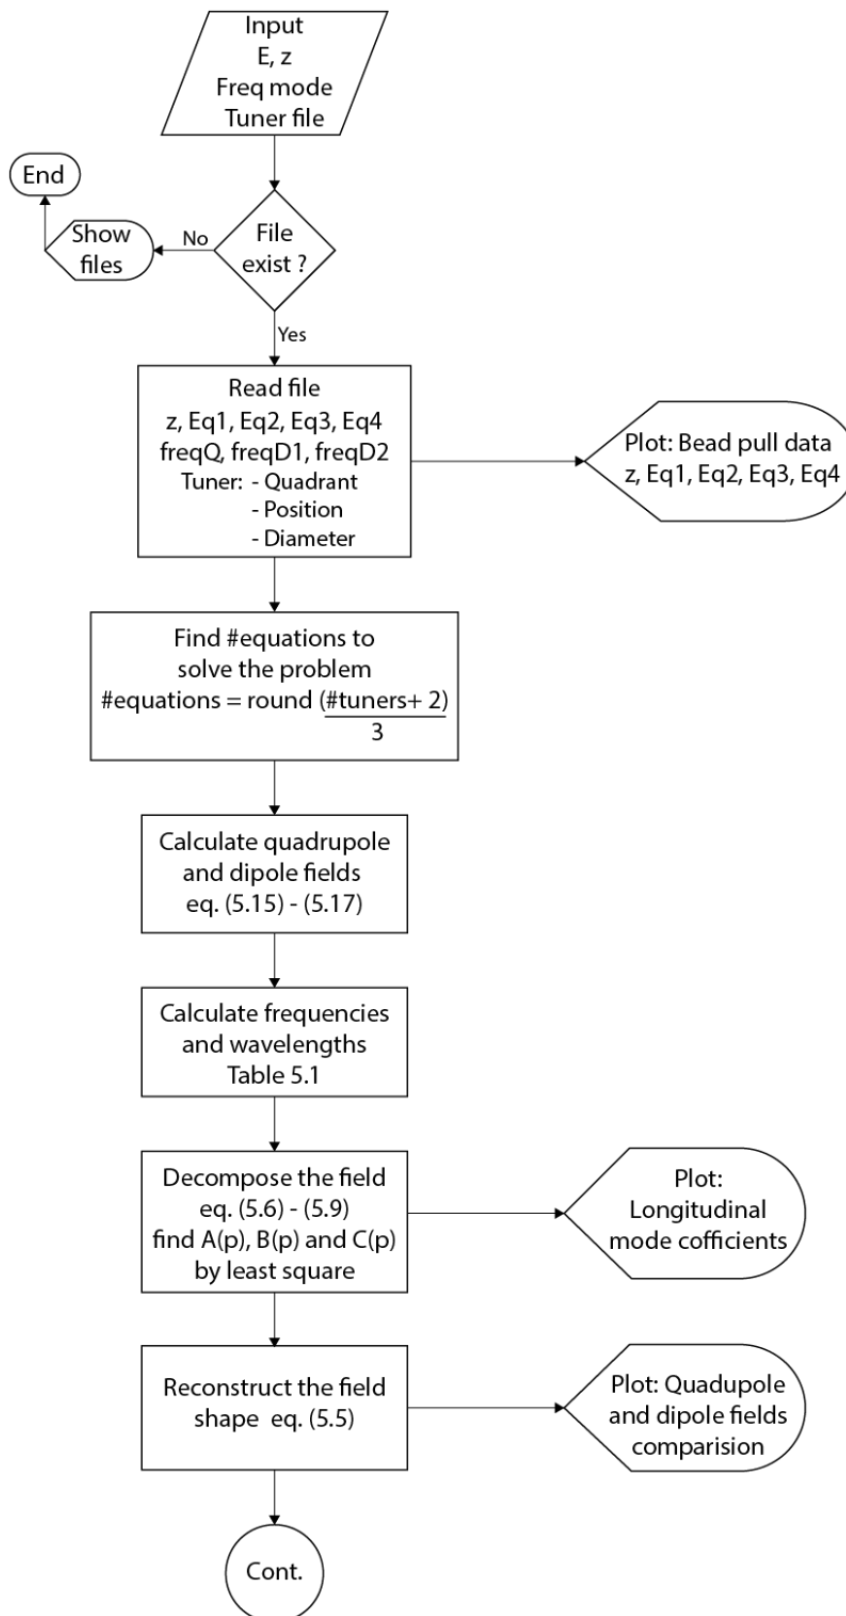 Input
E, z
Freq mode
Tuner file
End
Show
files
No
File
exist ?
Yes
Read file
z, Eq1, Eq2, Eq3, Eq4
freqQ, freqD1, freqD2
Tuner: - Quadrant
- Position
- Diameter
Plot: Bead pull data
z, Eq1, Eq2, Eq3, Eq4
Find #equations to
solve the problem
#equations = round (#tuners+ 2)
3
Calculate quadrupole
and dipole fields
eq. (5.15) - (5.17)
Calculate frequencies
and wavelengths
Table 5.1
Decompose the field
eq. (5.6) - (5.9)
find A(p), B(p) and C(p)
by least square
Plot:
Longitudinal
mode cofficients
Reconstruct the field
shape eq. (5.5)
Plot: Quadupole
and dipole fields
comparision
Cont.